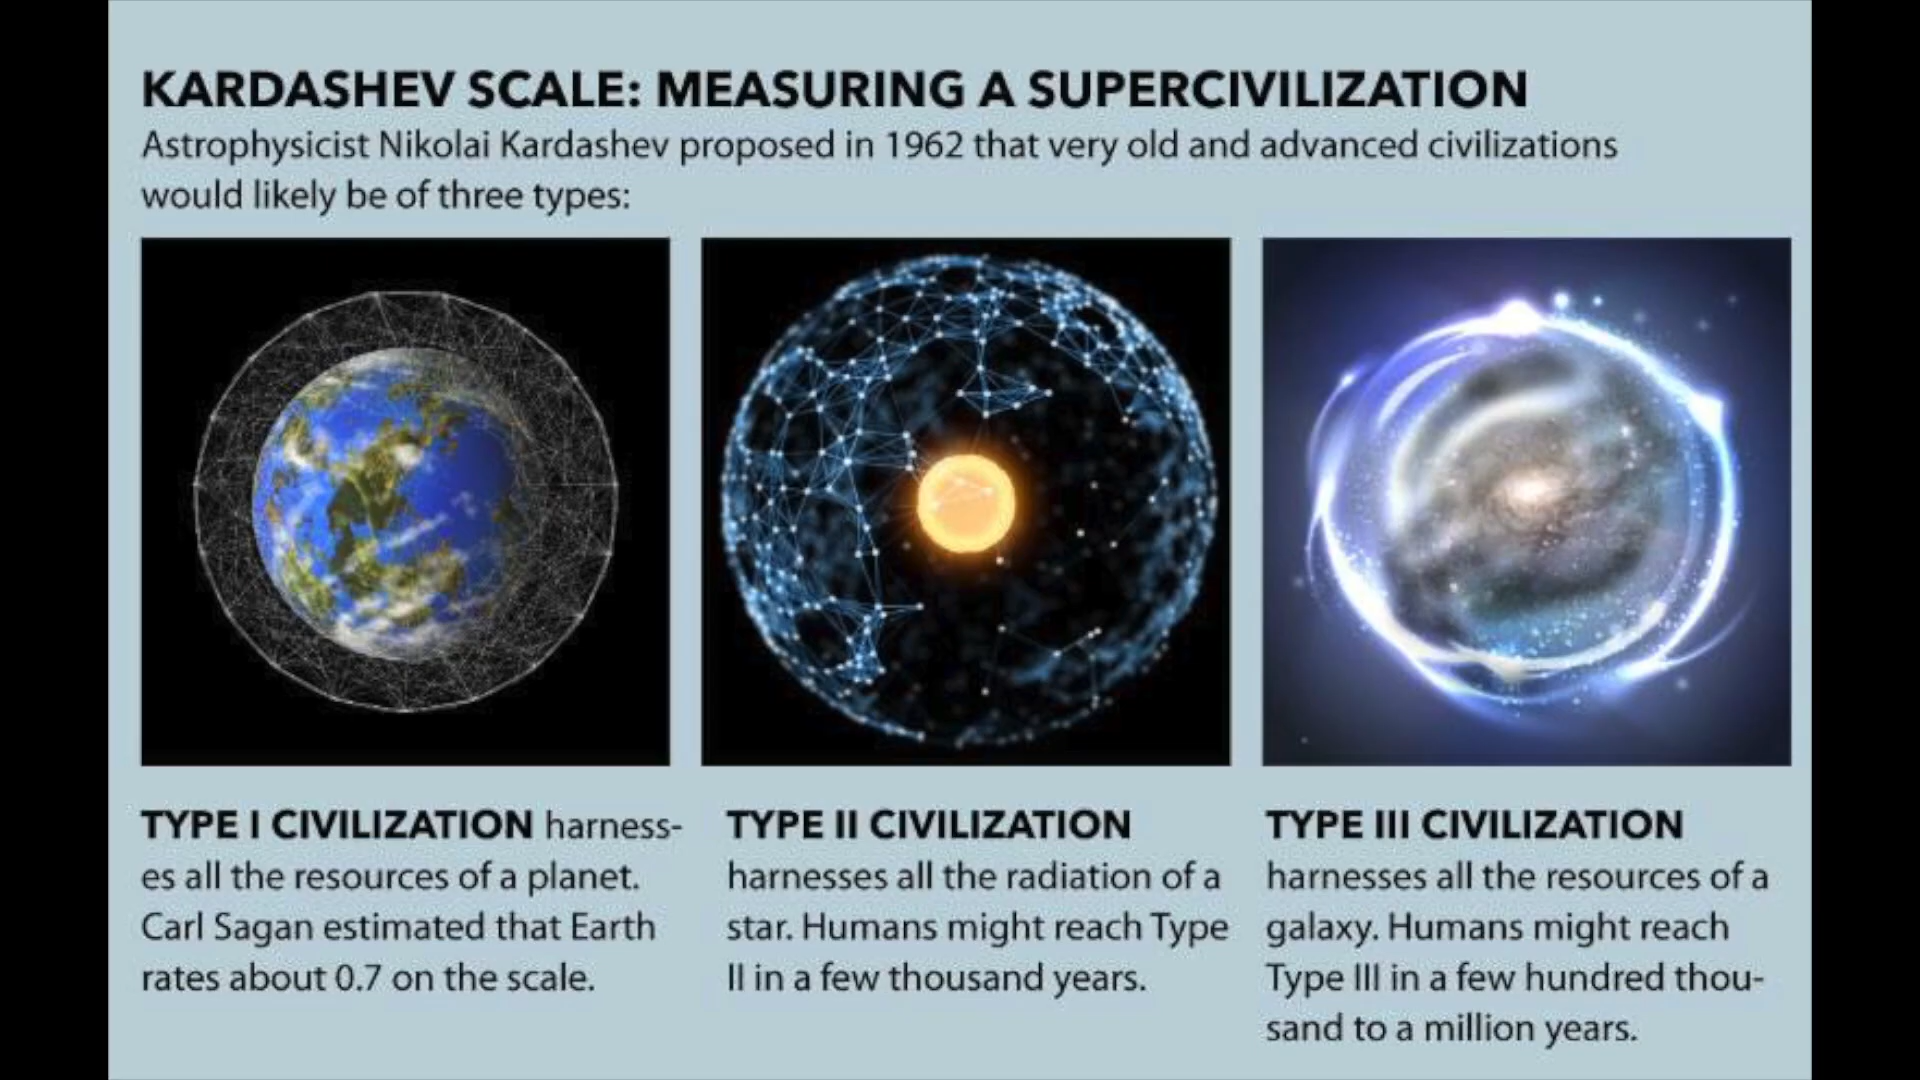 KARDASHEV SCALE: MEASURING A SUPERCIVILIZATION
Astrophysicist Nikolai Kardashev proposed in 1962 that very old and advanced civilizations
would likely be of three types:
TYPE I CIVILIZATION harness-
es all the resources of a planet.
Carl Sagan estimated that Earth
rates about 0.7 on the scale.
TYPE II CIVILIZATION
harnesses all the radiation of a
star. Humans might reach Type
II in a few thousand years.
TYPE III CIVILIZATION
harnesses all the resources of a
galaxy. Humans might reach
Type III in a few hundred thou-
sand to a million years.